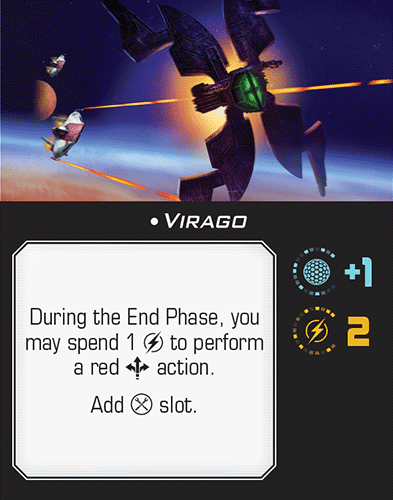 • VIRAGO
During the End Phase, you
may spend 1 to perform
a red action.
Add slot.
+1
2